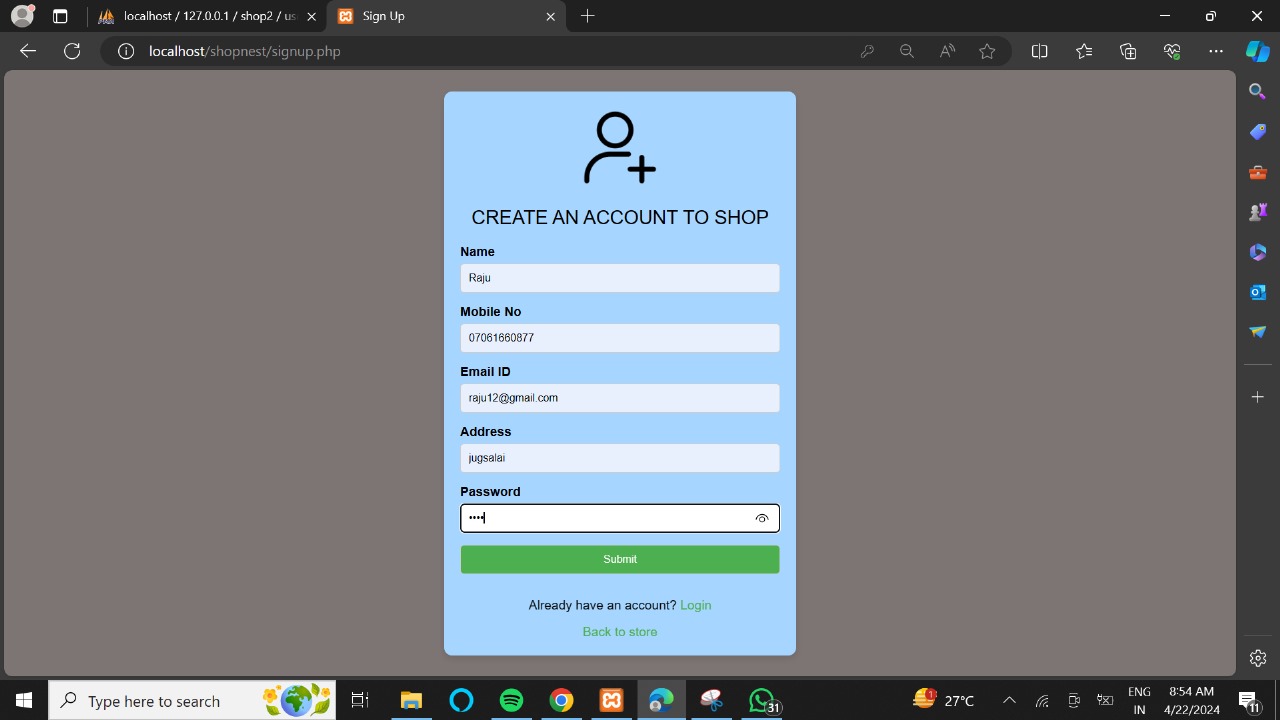 localhost / 127.0.0.1 / shop2 / us
Sign Up
localhost/shopnest/signup.php
CREATE AN ACCOUNT TO SHOP
Name
Raju
Mobile No
07061660877
Email ID
raju12@gmail.com
Address
jugsalai
Password
••••
Submit
Already have an account? Login
Back to store
Type here to search
31
1
27°C
ENG
IN
8:54 AM
4/22/2024
11